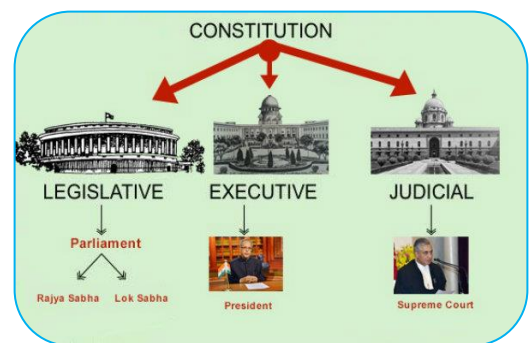 CONSTITUTION
LEGISLATIVE EXECUTIVE JUDICIAL
Parliament
Rajya Sabha Lok Sabha President Supreme Court